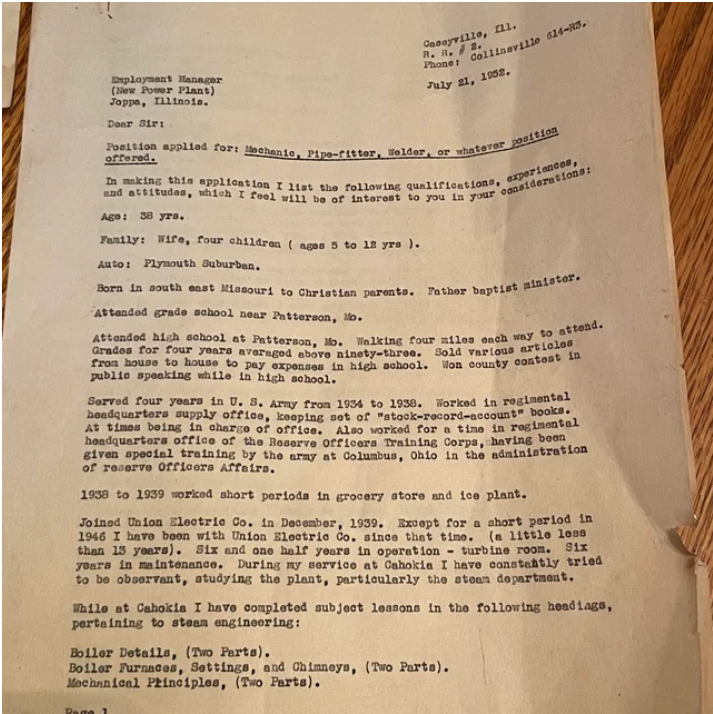 Caseyville, Ill.
R. R. # 2.
Phone: Collinsville 614-R3.
July 21, 1952.
Employment Manager
(New Power Plant)
Joppa, Illinois.
Dear Sir:
Position applied for: Mechanic, Pipe-fitter, Welder, or whatever position
offered.
In making this application I list the following qualifications, experiences,
and attitudes, which I feel will be of interest to you in your considerations:
Age: 38 yrs.
Family: Wife, four children ( ages 5 to 12 yrs ).
Auto: Plymouth Suburban.
Born in south east Missouri to Christian parents. Father baptist minister.
Attended grade school near Patterson, Mo.
Attended high school at Patterson, Mo. Walking four miles each way to attend.
Grades for four years averaged above ninety-three. Sold various articles
from house to house to pay expenses in high school. Won county contest in
public speaking while in high school.
Served four years in U. S. Army from 1934 to 1938. Worked in regimental
headquarters supply office, keeping set of "stock-record-account" books.
At times being in charge of office. Also worked for a time in regimental
headquarters office of the Reserve Officers Training Corps, having been
given special training by the army at Columbus, Ohio in the administration
of reserve Officers Affairs.
1938 to 1939 worked short periods in grocery store and ice plant.
Joined Union Electric Co. in December, 1939. Except for a short period in
1946 I have been with Union Electric Co. since that time. (a little less
than 13 years). Six and one half years in operation - turbine room. Six
years in maintenance. During my service at Cahokia I have constantly tried
to be observant, studying the plant, particularly the steam department.
While at Cahokia I have completed subject lessons in the following headings,
pertaining to steam engineering:
Boiler Details, (Two Parts).
Boiler Furnaces, Settings, and Chimneys, (Two Parts).
Mechanical Principles, (Two Parts).
Page 1